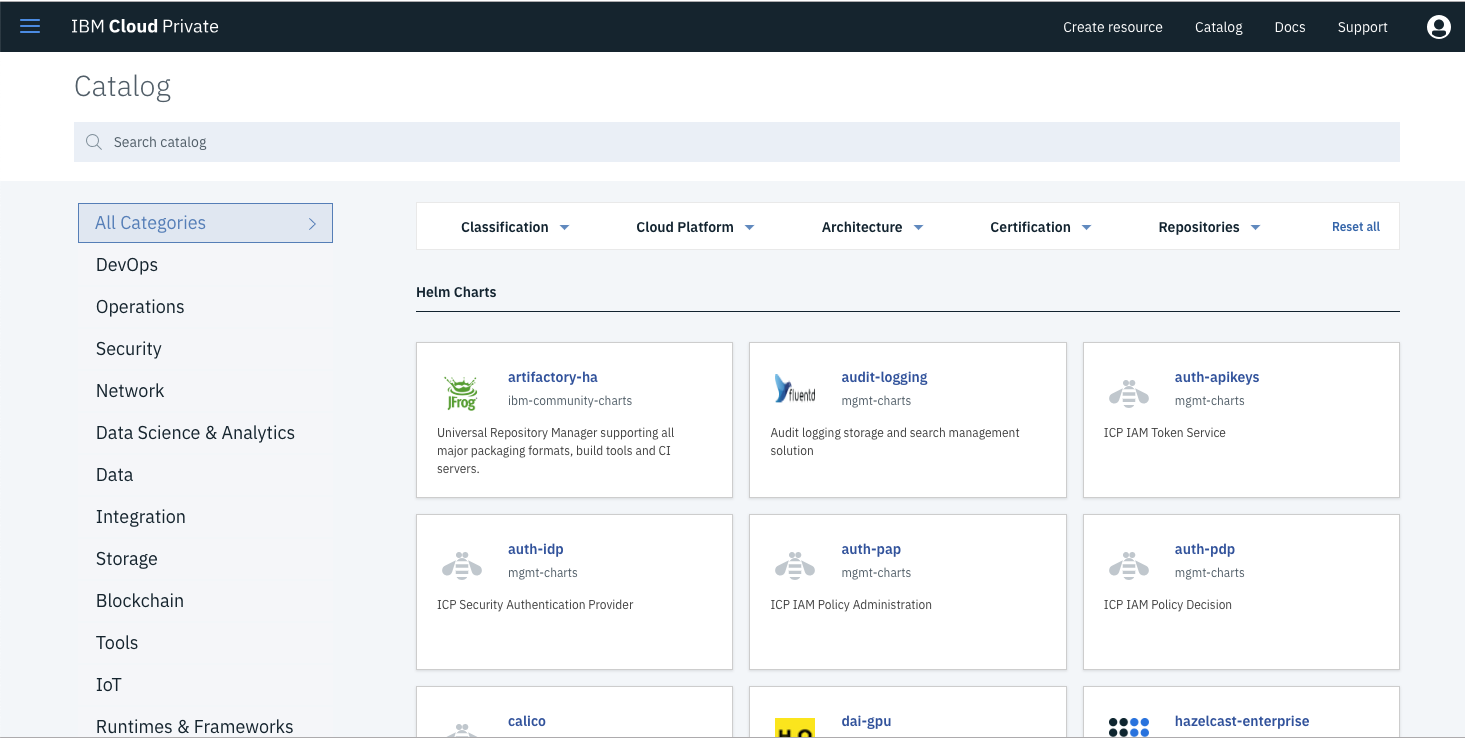 IBM Cloud Private
Create resource
Catalog
Docs
Support
Catalog
Search catalog
All Categories
DevOps
Operations
Security
Network
Data Science & Analytics
Data
Integration
Storage
Blockchain
Tools
IoT
Runtimes & Frameworks
Classification
Cloud Platform
Architecture
Certification
Repositories
Reset all
Helm Charts
JFrog
artifactory-ha
ibm-community-charts
Universal Repository Manager supporting all
major packaging formats, build tools and CI
servers.
fluentd
audit-logging
mgmt-charts
Audit logging storage and search management
solution
auth-apikeys
mgmt-charts
ICP IAM Token Service
auth-idp
mgmt-charts
ICP Security Authentication Provider
auth-pap
mgmt-charts
ICP IAM Policy Administration
auth-pdp
mgmt-charts
ICP IAM Policy Decision
calico
dai-gpu
hazelcast-enterprise